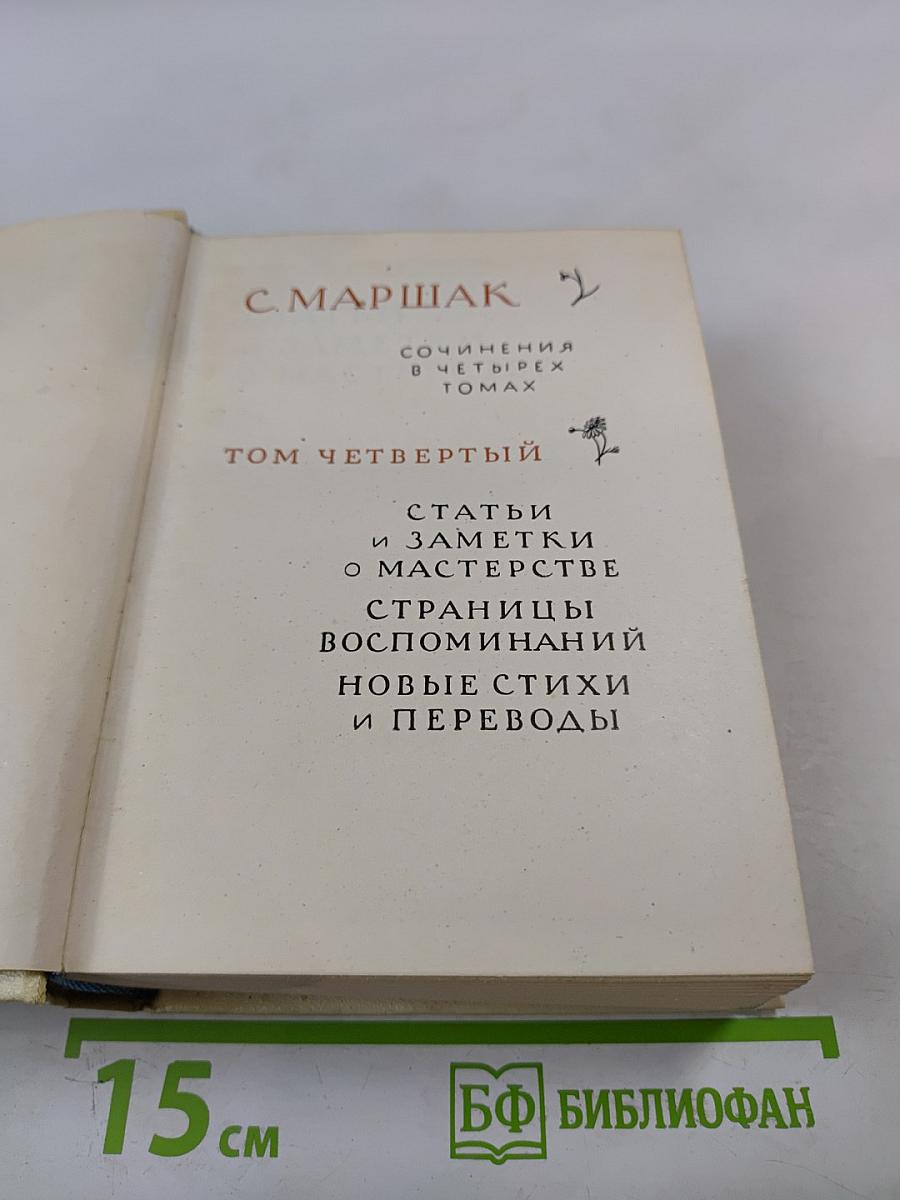 С. МАРШАК
СОЧИНЕНИЯ
В ЧЕТЫРЕХ
ТОМАХ
ТОМ ЧЕТВЕРТЫЙ
СТАТЬИ
и ЗАМЕТКИ
о МАСТЕРСТВЕ
СТРАНИЦЫ
ВОСПОМИНАНИЙ
НОВЫЕ СТИХИ
и ПЕРЕВОДЫ
15 см
БФ БИБЛИОФАН